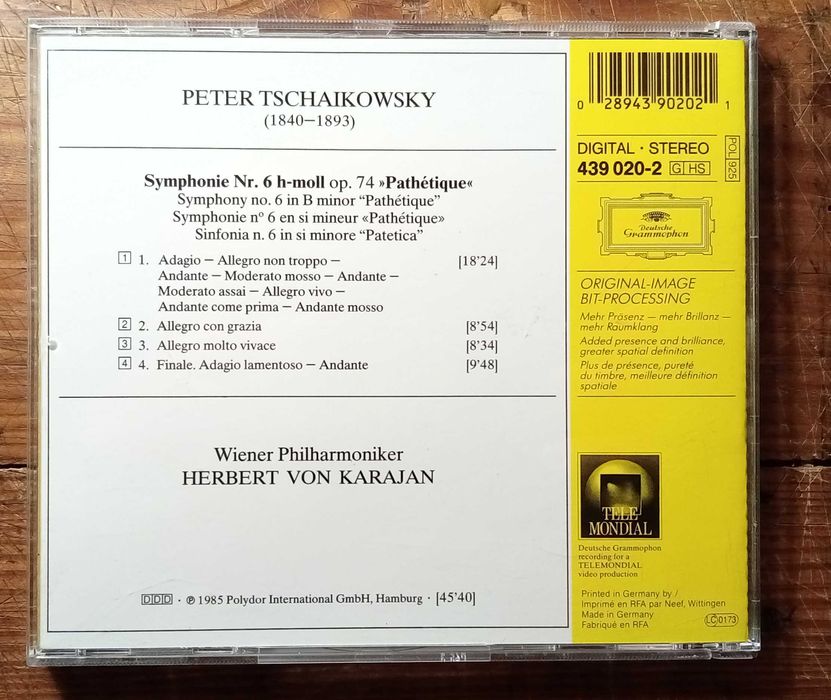 PETER TSCHAIKOWSKY
(1840–1893)
Symphonie Nr. 6 h-moll op. 74 »Pathétique«
Symphony no. 6 in B minor “Pathétique”
Symphonie nº 6 en si mineur «Pathétique»
Sinfonia n. 6 in si minore “Patetica”
1 1. Adagio – Allegro non troppo – [18'24]
Andante – Moderato mosso – Andante –
Moderato assai – Allegro vivo –
Andante come prima – Andante mosso
2 2. Allegro con grazia [8'54]
3 3. Allegro molto vivace [8'34]
4 4. Finale. Adagio lamentoso – Andante [9'48]
Wiener Philharmoniker
HERBERT VON KARAJAN
DDD · ℗ 1985 Polydor International GmbH, Hamburg · [45'40]
0 28943 90202 1
DIGITAL · STEREO
439 020-2 G HS
POL 925
Deutsche
Grammophon
ORIGINAL-IMAGE
BIT-PROCESSING
Mehr Präsenz – mehr Brillanz –
mehr Raumklang
Added presence and brilliance,
greater spatial definition
Plus de présence, pureté
du timbre, meilleure définition
spatiale
TELE-
MONDIAL
Deutsche Grammophon
recording for a
TELEMONDIAL
video production
Printed in Germany by /
Imprimé en RFA par Neef, Wittingen
Made in Germany
Fabriqué en RFA
LC 0173